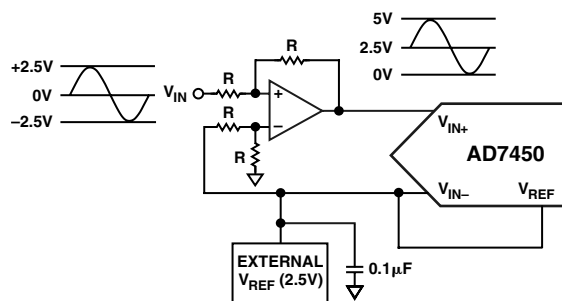 5V
2.5V
0V
R
+2.5V
0V
–2.5V
V_IN
R
+
R
–
R
V_IN+
AD7450
V_IN–
V_REF
EXTERNAL
V_REF (2.5V)
0.1µF